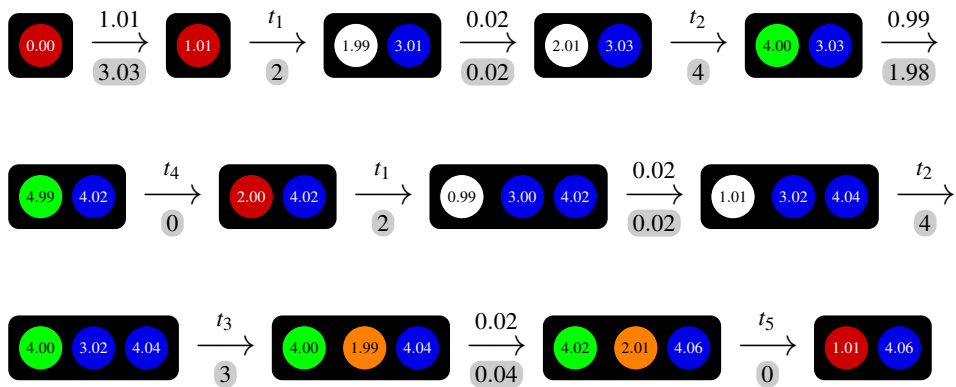 1.01 t₁ 0.02 t₂ 0.99
0.00 1.01 1.99 3.01 2.01 3.03 4.00 3.03
3.03 2 0.02 4 1.98
t₄ t₁ 0.02 t₂
4.99 4.02 2.00 4.02 0.99 3.00 4.02 1.01 3.02 4.04
0 2 0.02 4
t₃ 0.02 t₅
4.00 3.02 4.04 4.00 1.99 4.04 4.02 2.01 4.06 1.01 4.06
3 0.04 0